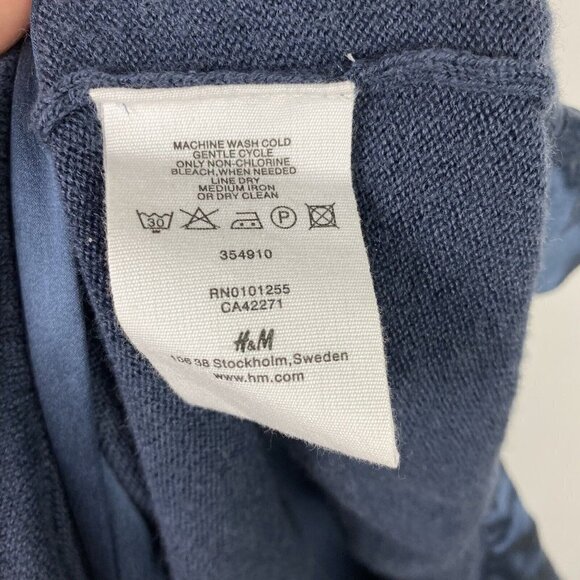 MACHINE WASH COLD
GENTLE CYCLE
ONLY NON-CHLORINE
BLEACH,WHEN NEEDED
LINE DRY
MEDIUM IRON
OR DRY CLEAN
30 P
354910
RN0101255
CA42271
H&M
106 38 Stockholm,Sweden
www.hm.com